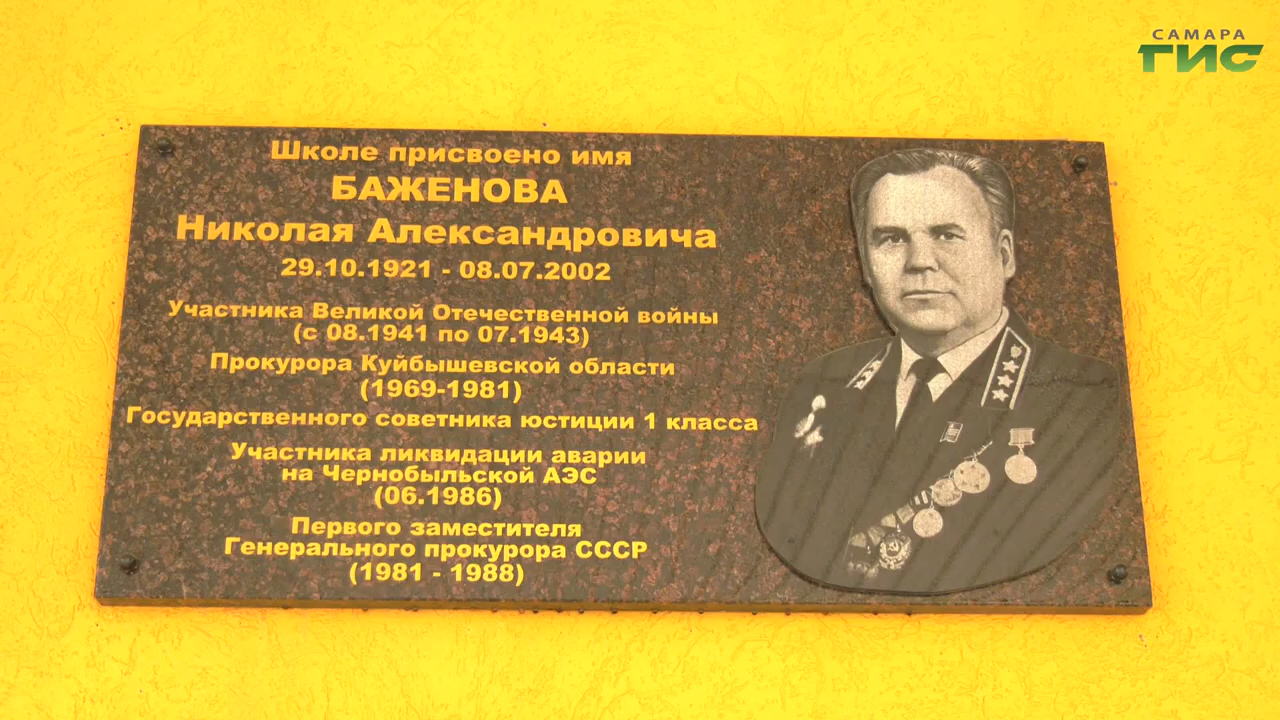 САМАРА
ГИС
Школе присвоено имя
БАЖЕНОВА
Николая Александровича
29.10.1921 - 08.07.2002
Участника Великой Отечественной войны
(с 08.1941 по 07.1943)
Прокурора Куйбышевской области
(1969-1981)
Государственного советника юстиции 1 класса
Участника ликвидации аварии
на Чернобыльской АЭС
(06.1986)
Первого заместителя
Генерального прокурора СССР
(1981 - 1988)